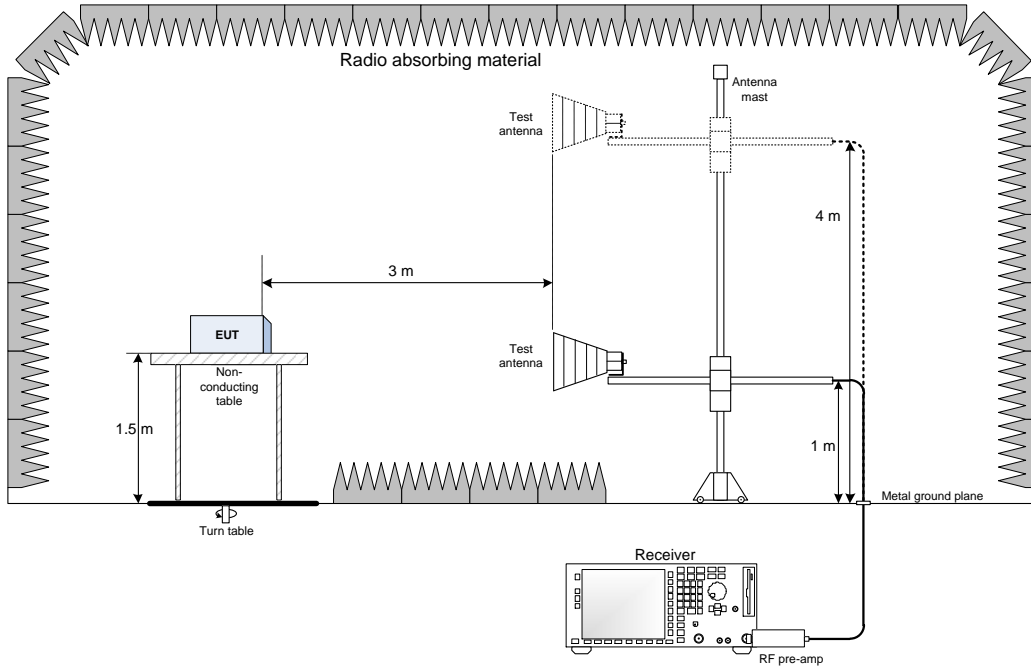 Radio absorbing material
Antenna
mast
Test
antenna
4 m
3 m
EUT
Test
antenna
Non-
conducting
table
1.5 m
1 m
Metal ground plane
Turn table
Receiver
RF pre-amp